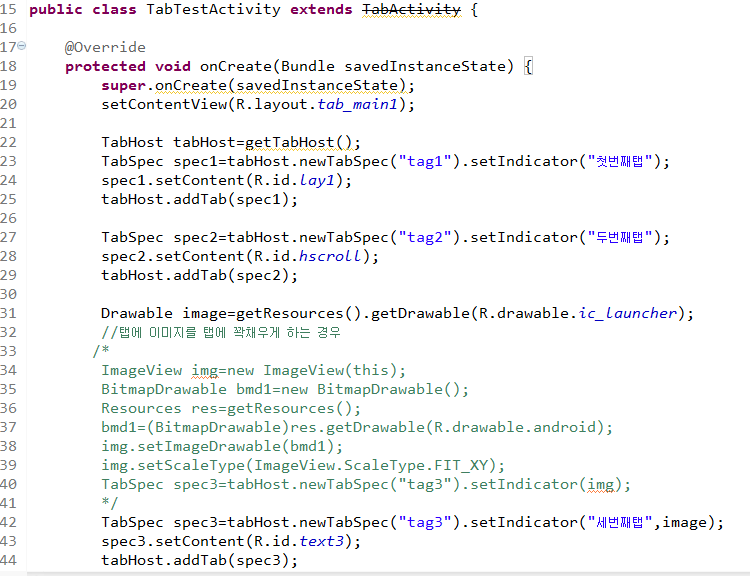 15 public class TabTestActivity extends TabActivity {
16
17 @Override
18 protected void onCreate(Bundle savedInstanceState) {
19 super.onCreate(savedInstanceState);
20 setContentView(R.layout.tab_main1);
21
22 TabHost tabHost=getTabHost();
23 TabSpec spec1=tabHost.newTabSpec("tag1").setIndicator("첫번째탭");
24 spec1.setContent(R.id.lay1);
25 tabHost.addTab(spec1);
26
27 TabSpec spec2=tabHost.newTabSpec("tag2").setIndicator("두번째탭");
28 spec2.setContent(R.id.hscroll);
29 tabHost.addTab(spec2);
30
31 Drawable image=getResources().getDrawable(R.drawable.ic_launcher);
32 //탭에 이미지를 탭에 꽉채우게 하는 경우
33 /*
34 ImageView img=new ImageView(this);
35 BitmapDrawable bmd1=new BitmapDrawable();
36 Resources res=getResources();
37 bmd1=(BitmapDrawable)res.getDrawable(R.drawable.android);
38 img.setImageDrawable(bmd1);
39 img.setScaleType(ImageView.ScaleType.FIT_XY);
40 TabSpec spec3=tabHost.newTabSpec("tag3").setIndicator(img);
41 */
42 TabSpec spec3=tabHost.newTabSpec("tag3").setIndicator("세번째탭",image);
43 spec3.setContent(R.id.text3);
44 tabHost.addTab(spec3);